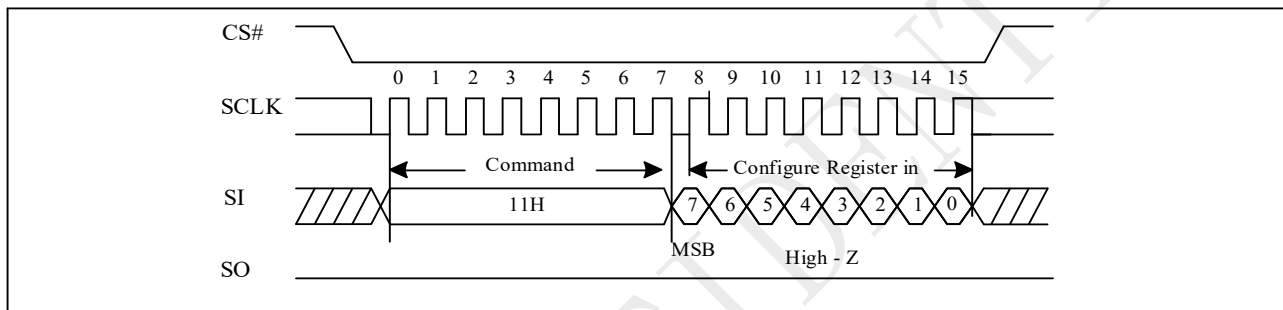 CS#
0 1 2 3 4 5 6 7 8 9 10 11 12 13 14 15
SCLK
Command Configure Register in
SI 11H 7 6 5 4 3 2 1 0
MSB High - Z
SO